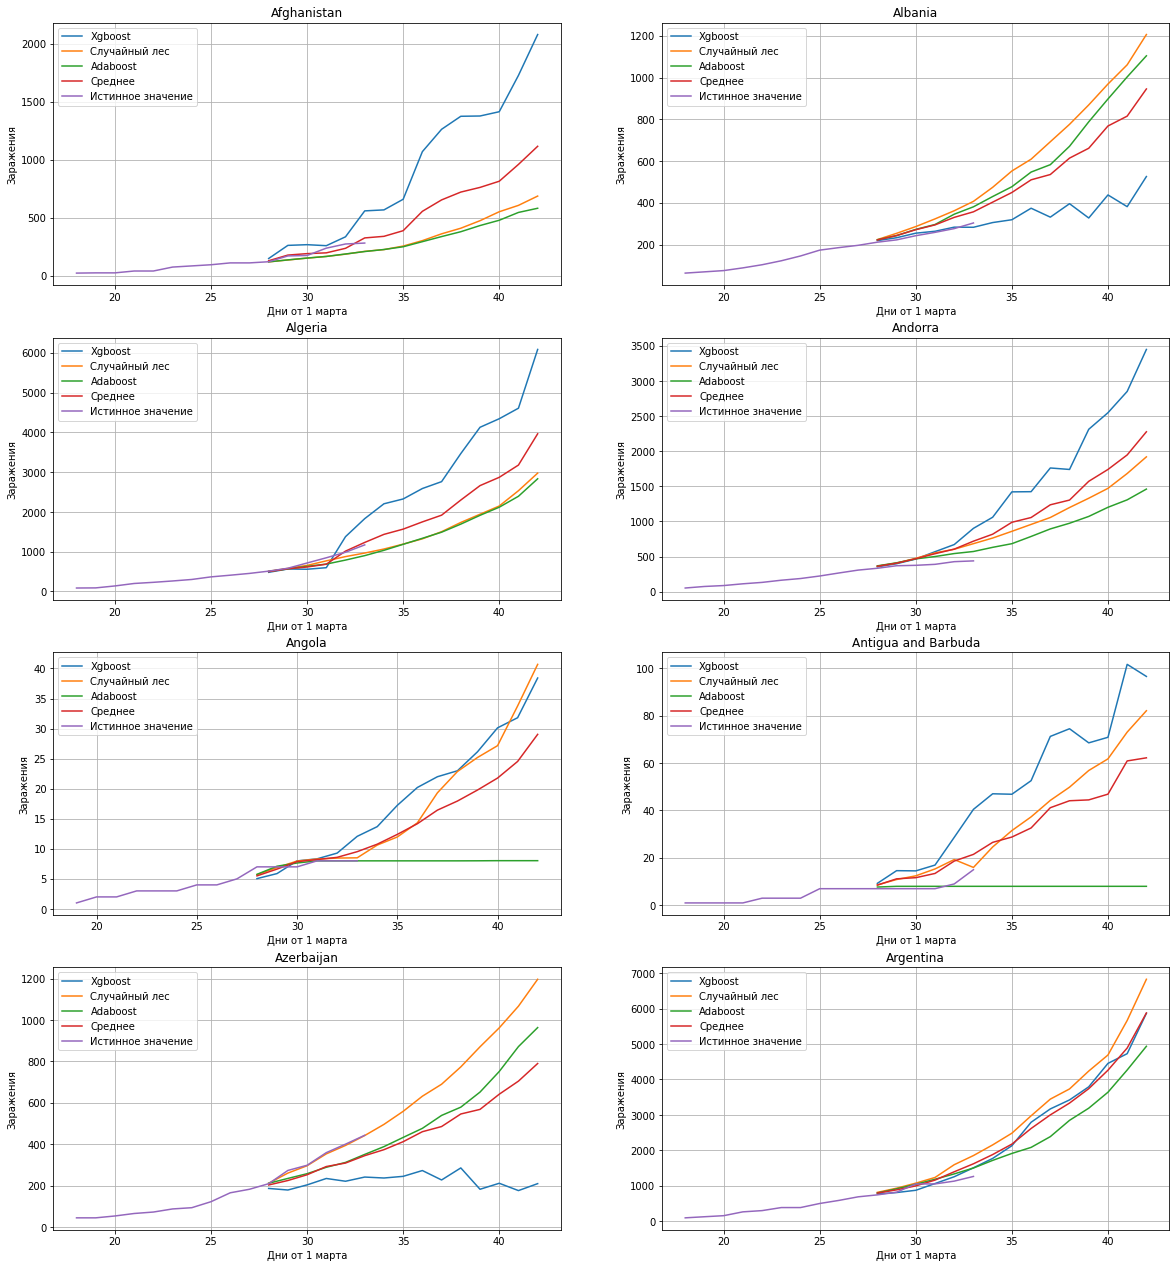 Afghanistan
Xgboost
Случайный лес
Adaboost
Среднее
Истинное значение
Заражения
2000
1500
1000
500
0
20 25 30 35 40
Дни от 1 марта
Albania
Xgboost
Случайный лес
Adaboost
Среднее
Истинное значение
Заражения
1200
1000
800
600
400
200
20 25 30 35 40
Дни от 1 марта
Algeria
Xgboost
Случайный лес
Adaboost
Среднее
Истинное значение
Заражения
6000
5000
4000
3000
2000
1000
0
20 25 30 35 40
Дни от 1 марта
Andorra
Xgboost
Случайный лес
Adaboost
Среднее
Истинное значение
Заражения
3500
3000
2500
2000
1500
1000
500
0
20 25 30 35 40
Дни от 1 марта
Angola
Xgboost
Случайный лес
Adaboost
Среднее
Истинное значение
Заражения
40
35
30
25
20
15
10
5
0
20 25 30 35 40
Дни от 1 марта
Antigua and Barbuda
Xgboost
Случайный лес
Adaboost
Среднее
Истинное значение
Заражения
100
80
60
40
20
0
20 25 30 35 40
Дни от 1 марта
Azerbaijan
Xgboost
Случайный лес
Adaboost
Среднее
Истинное значение
Заражения
1200
1000
800
600
400
200
0
20 25 30 35 40
Дни от 1 марта
Argentina
Xgboost
Случайный лес
Adaboost
Среднее
Истинное значение
Заражения
7000
6000
5000
4000
3000
2000
1000
0
20 25 30 35 40
Дни от 1 марта